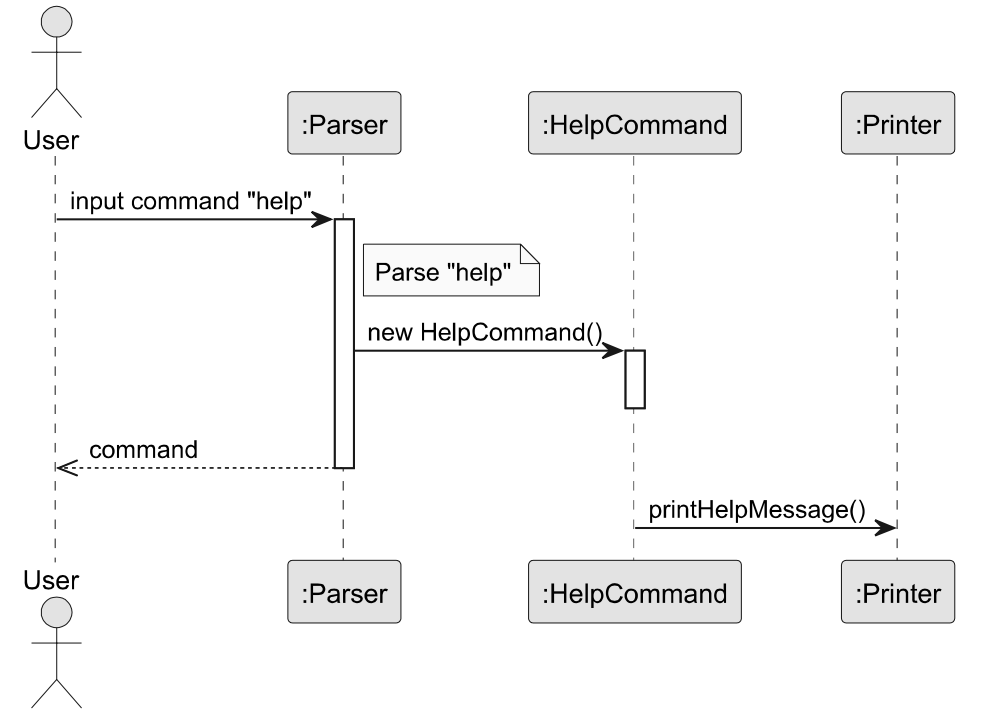 User
:Parser
:HelpCommand
:Printer
input command "help"
Parse "help"
new HelpCommand()
command
printHelpMessage()
User
:Parser
:HelpCommand
:Printer